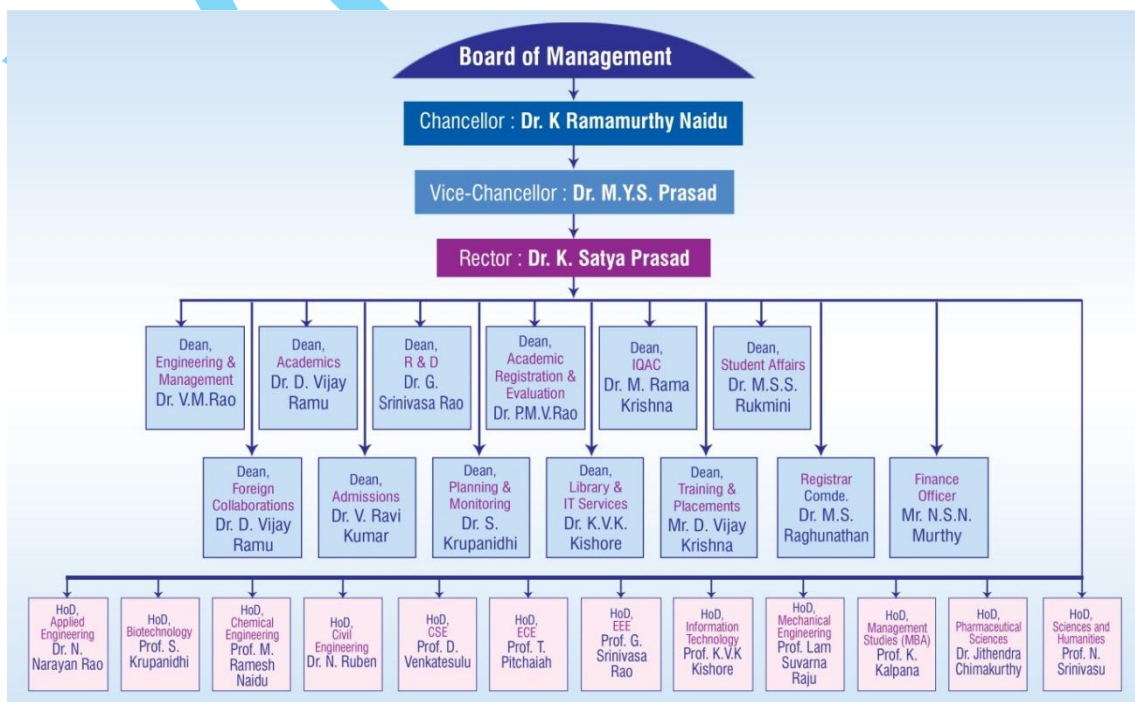 Board of Management
Chancellor : Dr. K Ramamurthy Naidu
Vice-Chancellor : Dr. M.Y.S. Prasad
Rector : Dr. K. Satya Prasad
Dean,
Engineering &
Management
Dr. V.M.Rao
Dean,
Academics
Dr. D. Vijay
Ramu
Dean,
R & D
Dr. G.
Srinivasa Rao
Dean,
Academic
Registration &
Evaluation
Dr. P.M.V.Rao
Dean,
IQAC
Dr. M. Rama
Krishna
Dean,
Student Affairs
Dr. M.S.S.
Rukmini
Dean,
Foreign
Collaborations
Dr. D. Vijay
Ramu
Dean,
Admissions
Dr. V. Ravi
Kumar
Dean,
Planning &
Monitoring
Dr. S.
Krupanidhi
Dean,
Library &
IT Services
Dr. K.V.K.
Kishore
Dean,
Training &
Placements
Mr. D. Vijay
Krishna
Registrar
Comde.
Dr. M.S.
Raghunathan
Finance
Officer
Mr. N.S.N.
Murthy
HoD,
Applied
Engineering
Dr. N.
Narayan Rao
HoD,
Biotechnology
Prof. S.
Krupanidhi
HoD,
Chemical
Engineering
Prof. M.
Ramesh
Naidu
HoD,
Civil
Engineering
Dr. N. Ruben
HoD,
CSE
Prof. D.
Venkatesulu
HoD,
ECE
Prof. T.
Pitchaiah
HoD,
EEE
Prof. G.
Srinivasa
Rao
HoD,
Information
Technology
Prof. K.V.K
Kishore
HoD,
Mechanical
Engineering
Prof. Lam
Suvarna
Raju
HoD,
Management
Studies (MBA)
Prof. K.
Kalpana
HoD,
Pharmaceutical
Sciences
Dr. Jithendra
Chimakurthy
HoD,
Sciences and
Humanities
Prof. N.
Srinivasu